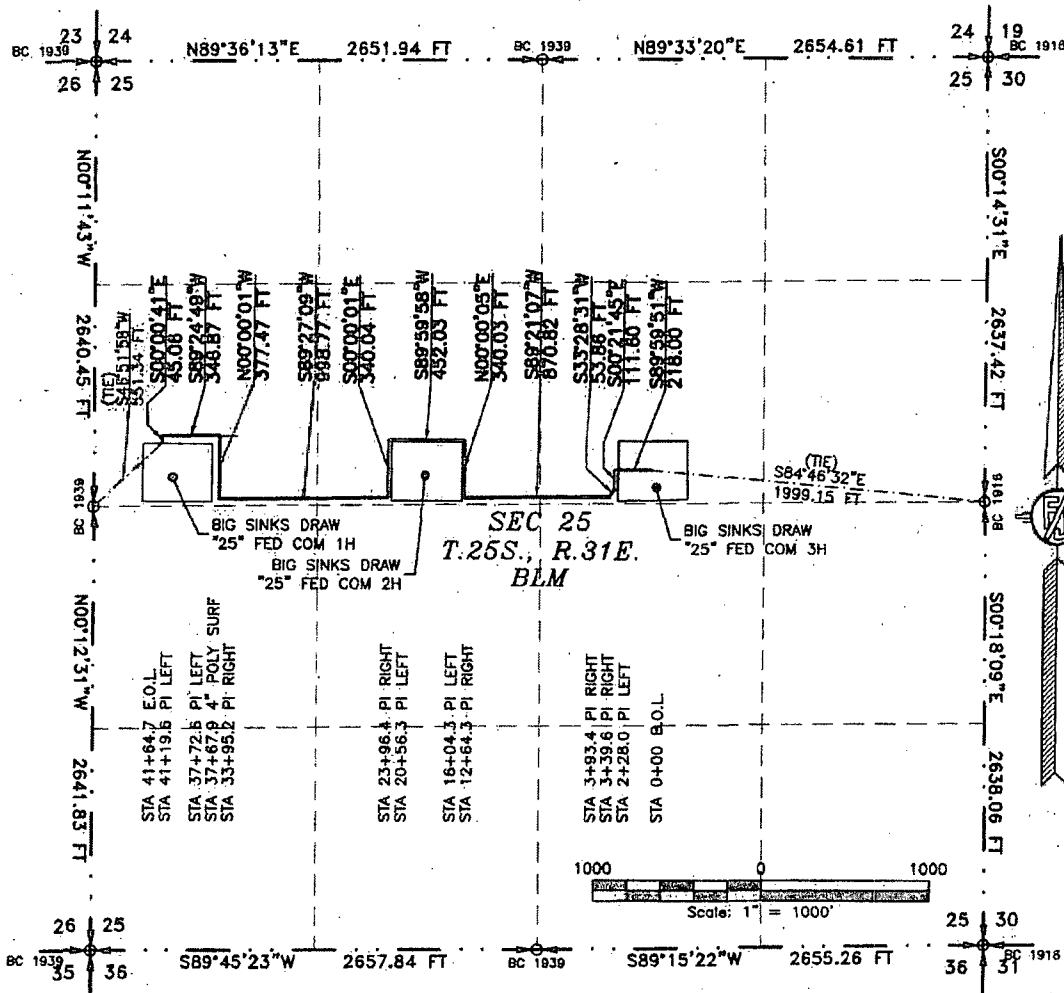 23 24
BC 1939
26 25
N89°36'13"E 2651.94 FT
BC 1939
N89°33'20"E 2654.61 FT
24 19
BC 1916
25 30
N00°11'43"W 2640.45 FT
S00°14'31"E 2637.42 FT
(TIE)
S00°00'41"E
45.06 FT
S89°24'49"W
N00°00'01"W
377.47 FT
S89°27'09"W
998.77 FT
S00°00'01"E
340.04 FT
S89°59'58"W
452.03 FT
N00°00'05"E
340.03 FT
S89°21'07"W
870.82 FT
S33°28'31"W
53.86 FT
S00°21'45"E
111.60 FT
S89°59'51"W
218.00 FT
(TIE)
S84°46'32"E
1999.15 FT
BC 1939
BC 1916
BIG SINKS DRAW
"25" FED COM 1H
BIG SINKS DRAW
"25" FED COM 2H
SEC 25
T.25S., R.31E.
BLM
BIG SINKS DRAW
"25" FED COM 3H
N00°12'31"W 2641.83 FT
S00°18'09"E 2638.06 FT
STA 41+64.7 E.O.L.
STA 41+19.6 PI LEFT
STA 37+72.6 PI LEFT
STA 37+67.9 4" POLY SURF
STA 33+95.2 PI RIGHT
STA 23+96.4 PI RIGHT
STA 20+56.3 PI LEFT
STA 16+04.3 PI LEFT
STA 12+64.3 PI RIGHT
STA 3+93.4 PI RIGHT
STA 3+39.6 PI RIGHT
STA 2+28.0 PI LEFT
STA 0+00 B.O.L.
1000 0 1000
Scale: 1" = 1000'
26 25
BC 1939
35 36
S89°45'23"W 2657.84 FT
BC 1939
S89°15'22"W 2655.26 FT
25 30
BC 1918
36 31